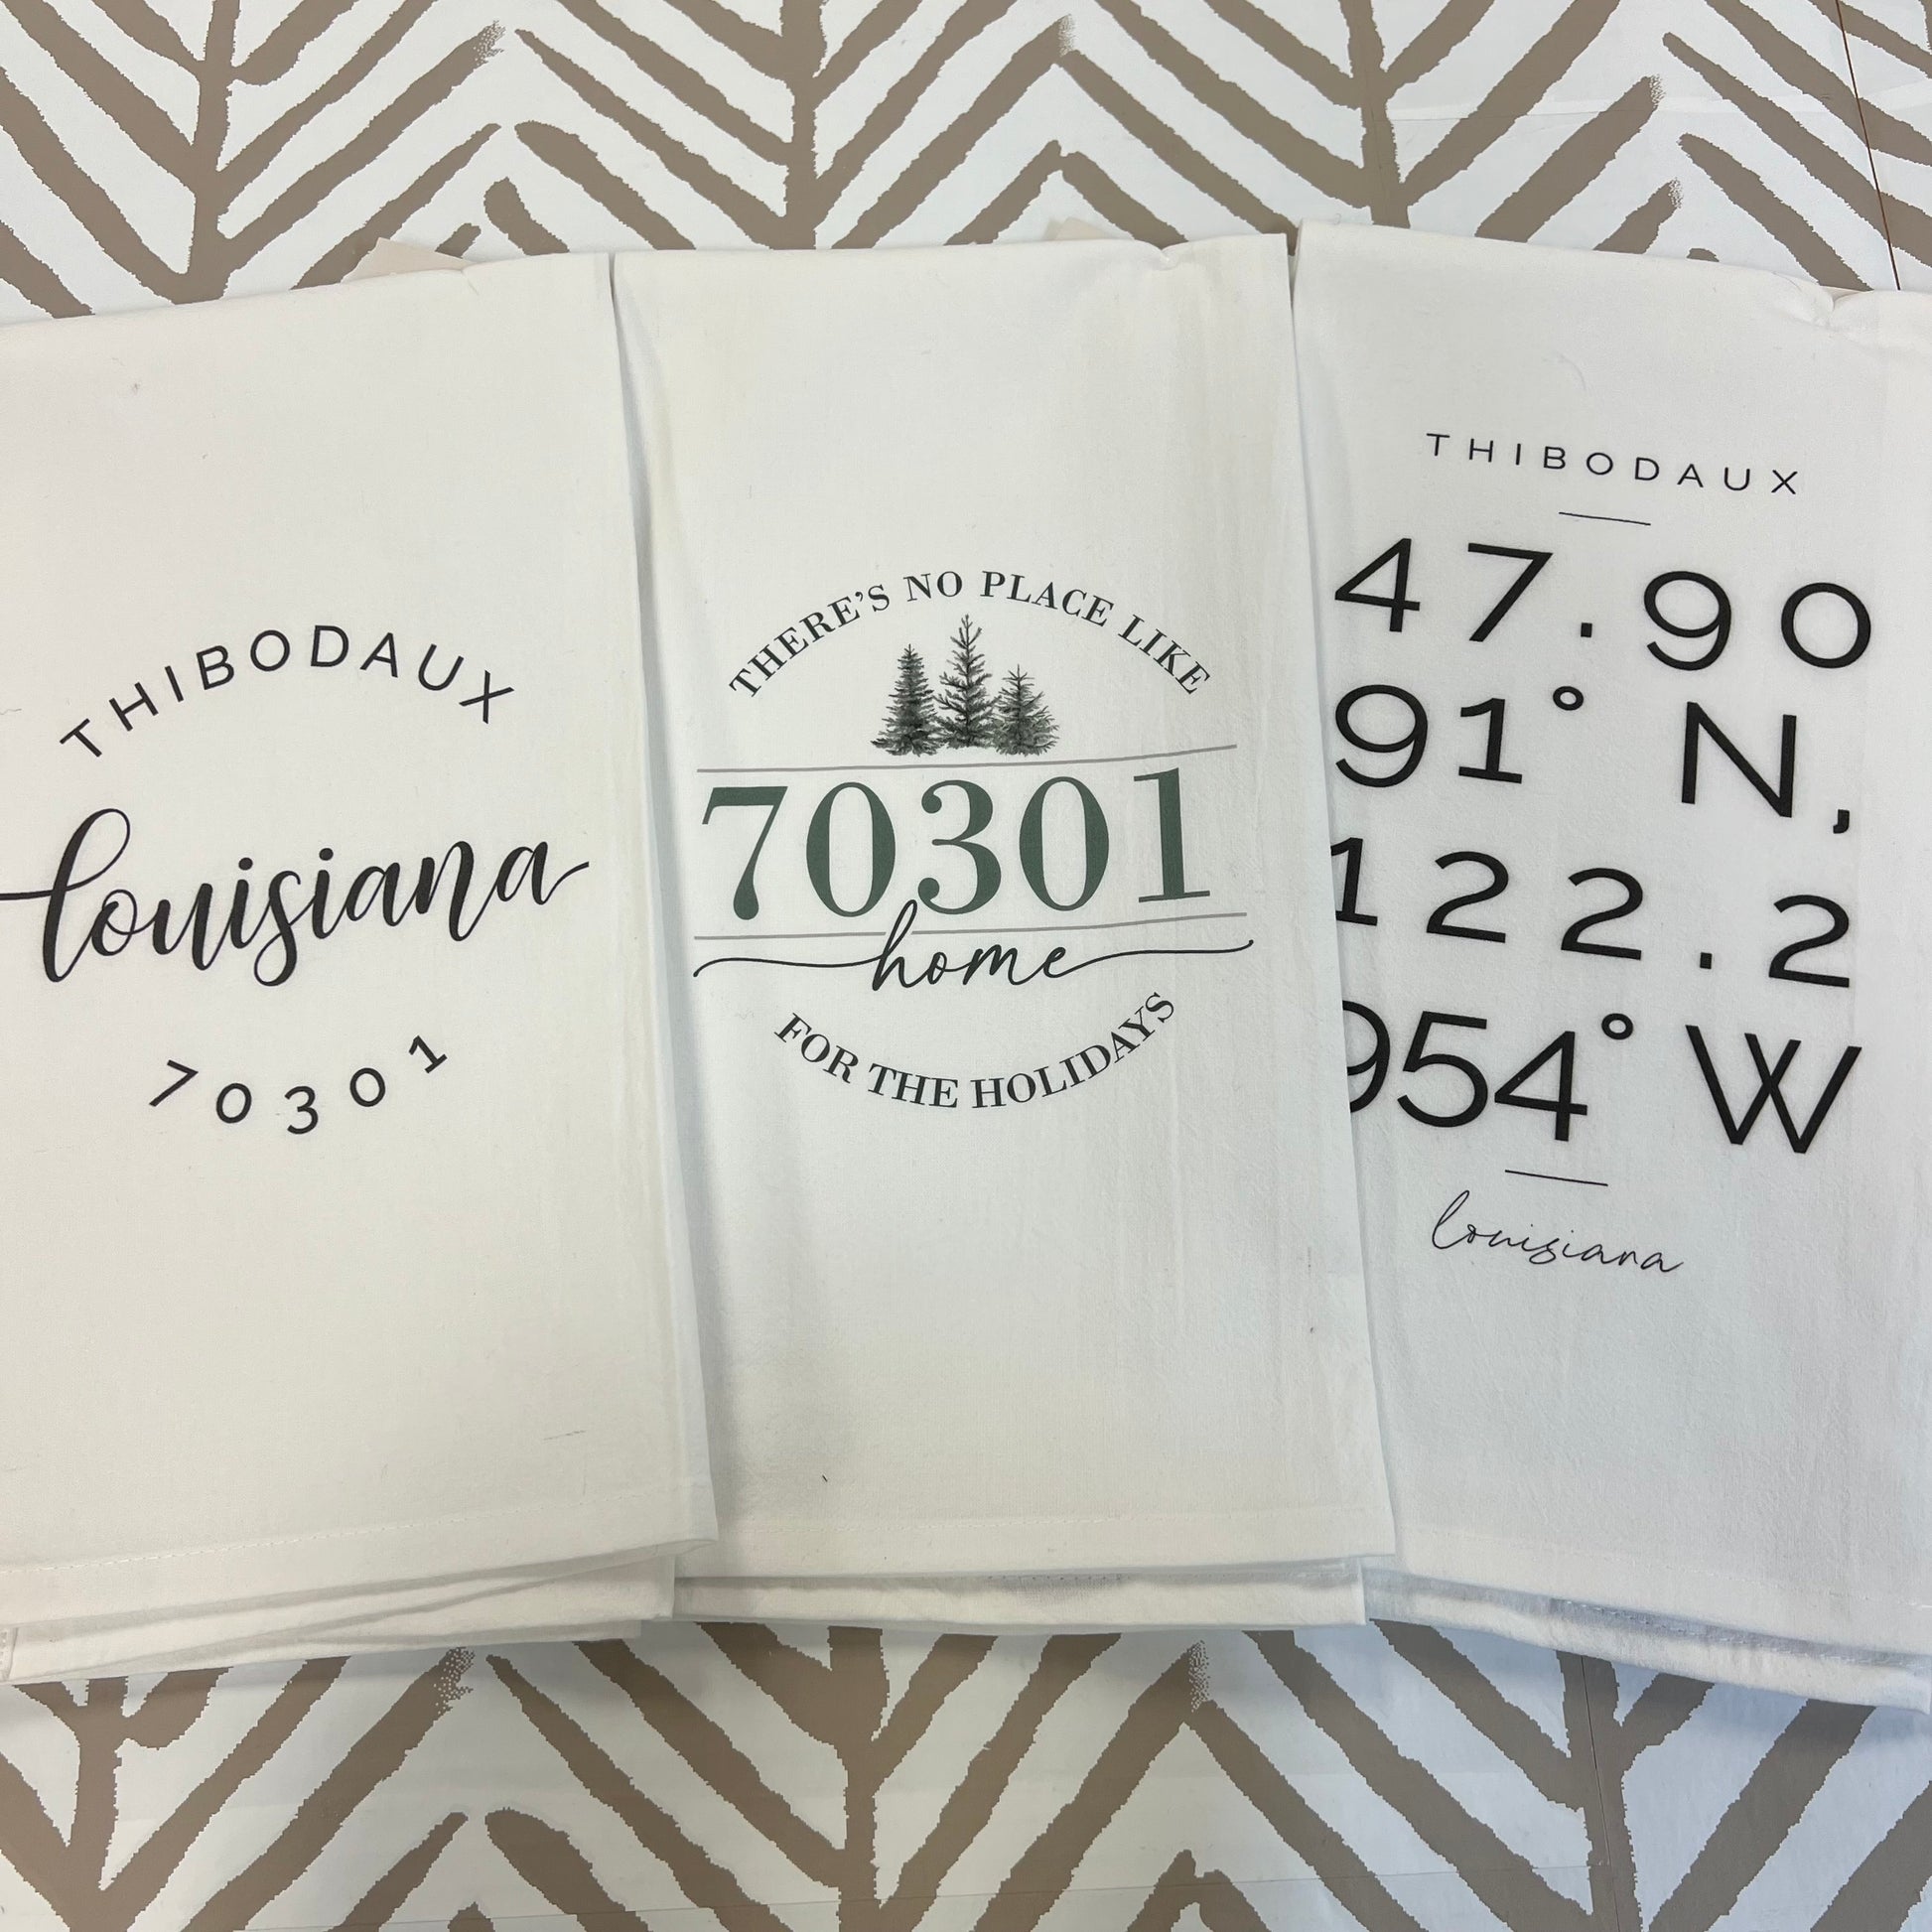 THIBODAUX
louisiana
70301
THERE'S NO PLACE LIKE
70301
home
FOR THE HOLIDAYS
THIBODAUX
47.90
91° N,
122.2
954° W
louisiana